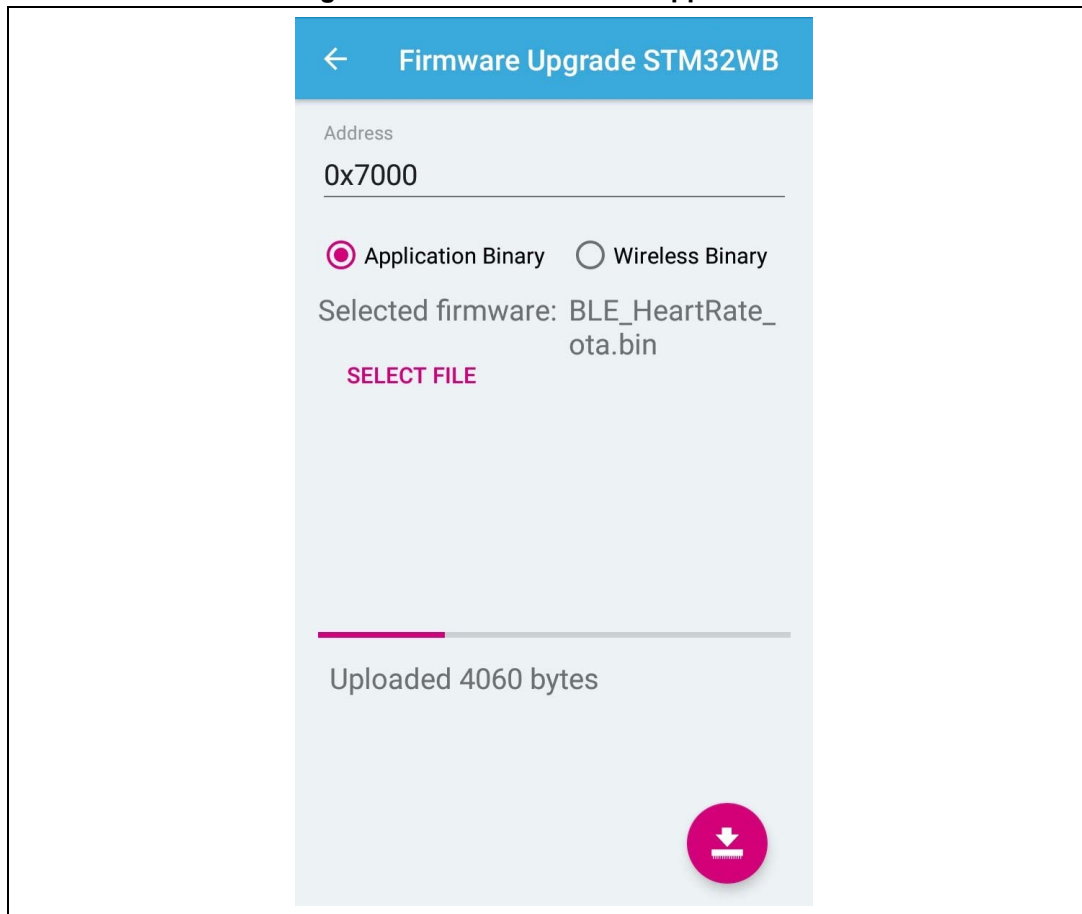 Firmware Upgrade STM32WB
Address
0x7000
Application Binary Wireless Binary
Selected firmware: BLE_HeartRate_
ota.bin
SELECT FILE
Uploaded 4060 bytes